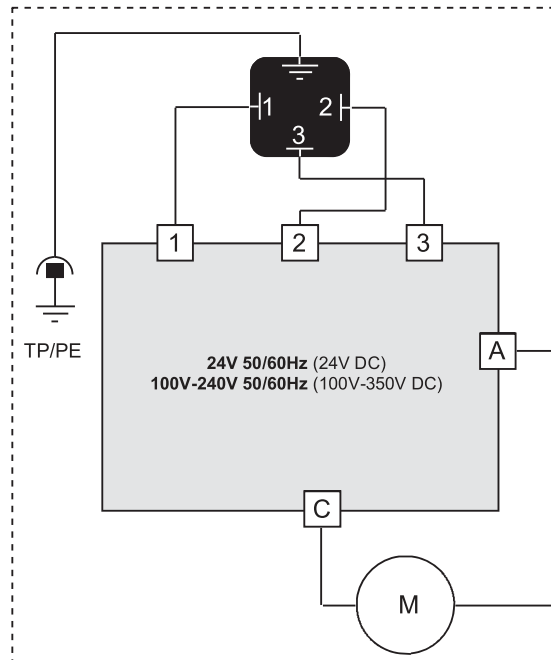 1 2
3
1 2 3
TP/PE
A
24V 50/60Hz (24V DC)
100V-240V 50/60Hz (100V-350V DC)
C
M